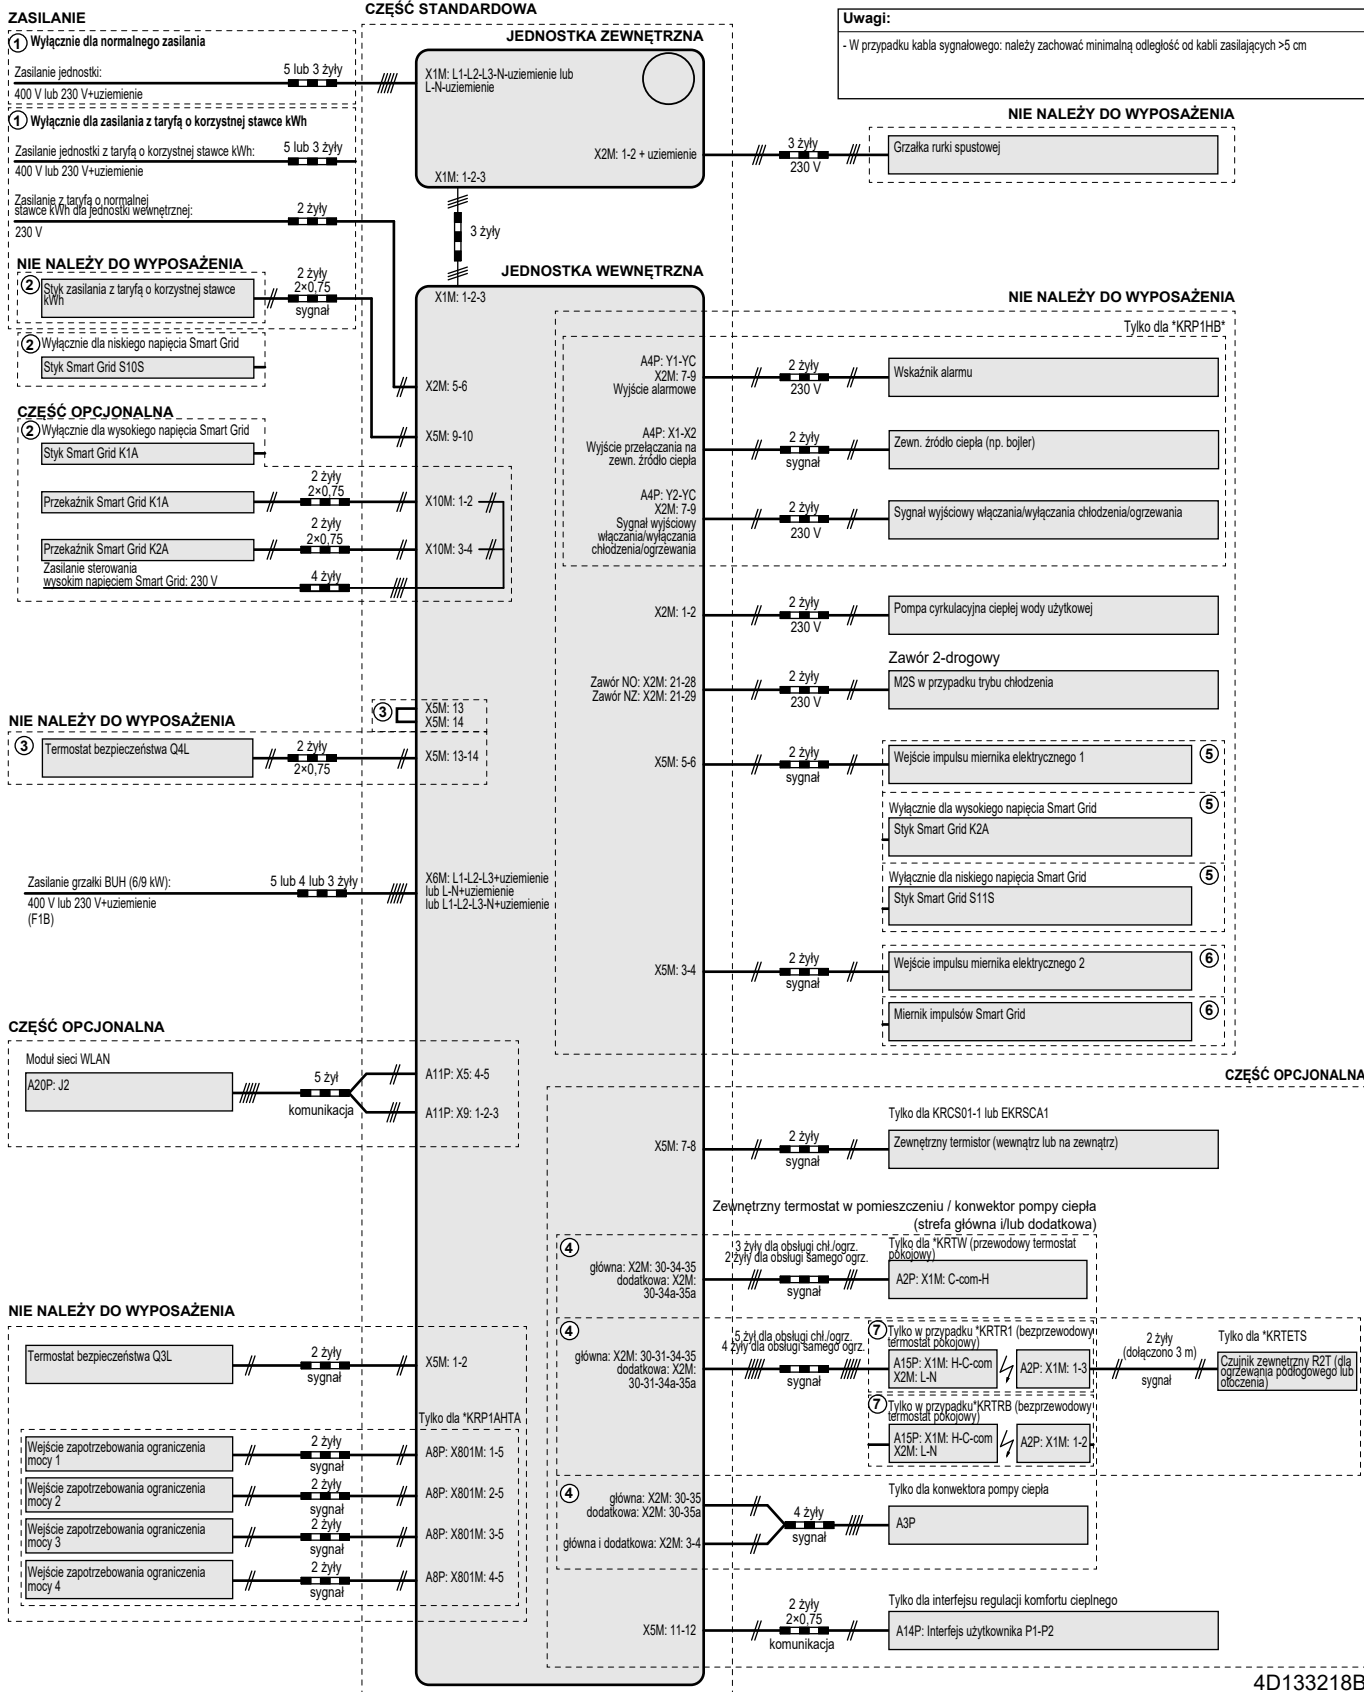 ZASILANIE
CZĘŚĆ STANDARDOWA
① Wyłącznie dla normalnego zasilania
Zasilanie jednostki:
400 V lub 230 V+uziemienie
5 lub 3 żyły
① Wyłącznie dla zasilania z taryfą o korzystnej stawce kWh
Zasilanie jednostki z taryfą o korzystnej stawce kWh:
400 V lub 230 V+uziemienie
5 lub 3 żyły
Zasilanie z taryfą o normalnej
stawce kWh dla jednostki wewnętrznej:
230 V
2 żyły
NIE NALEŻY DO WYPOSAŻENIA
② Styk zasilania z taryfą o korzystnej stawce
kWh
2 żyły
2×0,75
sygnał
② Wyłącznie dla niskiego napięcia Smart Grid
Styk Smart Grid S10S
CZĘŚĆ OPCJONALNA
② Wyłącznie dla wysokiego napięcia Smart Grid
Styk Smart Grid K1A
Przekaźnik Smart Grid K1A
2 żyły
2×0,75
X10M: 1-2
Przekaźnik Smart Grid K2A
2 żyły
2×0,75
X10M: 3-4
Zasilanie sterowania
wysokim napięciem Smart Grid: 230 V
4 żyły
JEDNOSTKA ZEWNĘTRZNA
X1M: L1-L2-L3-N-uziemienie lub
L-N-uziemienie
X2M: 1-2 + uziemienie
X1M: 1-2-3
3 żyły
JEDNOSTKA WEWNĘTRZNA
X1M: 1-2-3
X2M: 5-6
X5M: 9-10
Uwagi:
- W przypadku kabla sygnałowego: należy zachować minimalną odległość od kabli zasilających >5 cm
NIE NALEŻY DO WYPOSAŻENIA
3 żyły
230 V
Grzałka rurki spustowej
NIE NALEŻY DO WYPOSAŻENIA
Tylko dla *KRP1HB*
A4P: Y1-YC
X2M: 7-9
Wyjście alarmowe
2 żyły
230 V
Wskaźnik alarmu
A4P: X1-X2
Wyjście przełączania na
zewn. źródło ciepła
2 żyły
sygnał
Zewn. źródło ciepła (np. bojler)
A4P: Y2-YC
X2M: 7-9
Sygnał wyjściowy
włączania/wyłączania
chłodzenia/ogrzewania
2 żyły
230 V
Sygnał wyjściowy włączania/wyłączania chłodzenia/ogrzewania
X2M: 1-2
2 żyły
230 V
Pompa cyrkulacyjna ciepłej wody użytkowej
Zawór 2-drogowy
Zawór NO: X2M: 21-28
Zawór NZ: X2M: 21-29
2 żyły
230 V
M2S w przypadku trybu chłodzenia
③
X5M: 13
X5M: 14
NIE NALEŻY DO WYPOSAŻENIA
③ Termostat bezpieczeństwa Q4L
2 żyły
2×0,75
X5M: 13-14
X5M: 5-6
2 żyły
sygnał
Wejście impulsu miernika elektrycznego 1 ⑤
Wyłącznie dla wysokiego napięcia Smart Grid ⑤
Styk Smart Grid K2A
Wyłącznie dla niskiego napięcia Smart Grid ⑤
Styk Smart Grid S11S
Zasilanie grzałki BUH (6/9 kW):
400 V lub 230 V+uziemienie
(F1B)
5 lub 4 lub 3 żyły
X6M: L1-L2-L3+uziemienie
lub L-N+uziemienie
lub L1-L2-L3-N+uziemienie
X5M: 3-4
2 żyły
sygnał
Wejście impulsu miernika elektrycznego 2 ⑥
Miernik impulsów Smart Grid ⑥
CZĘŚĆ OPCJONALNA
Moduł sieci WLAN
A20P: J2
5 żył
komunikacja
A11P: X5: 4-5
A11P: X9: 1-2-3
CZĘŚĆ OPCJONALNA
Tylko dla KRCS01-1 lub EKRSCA1
X5M: 7-8
2 żyły
sygnał
Zewnętrzny termistor (wewnątrz lub na zewnątrz)
Zewnętrzny termostat w pomieszczeniu / konwektor pompy ciepła
(strefa główna i/lub dodatkowa)
④
główna: X2M: 30-34-35
dodatkowa: X2M:
30-34a-35a
3 żyły dla obsługi chł./ogrz.
2 żyły dla obsługi samego ogrz.
sygnał
Tylko dla *KRTW (przewodowy termostat
pokojowy)
A2P: X1M: C-com-H
④
główna: X2M: 30-31-34-35
dodatkowa: X2M:
30-31-34a-35a
5 żył dla obsługi chł./ogrz.
4 żyły dla obsługi samego ogrz.
sygnał
⑦ Tylko w przypadku *KRTR1 (bezprzewodowy
termostat pokojowy)
A15P: X1M: H-C-com
X2M: L-N
A2P: X1M: 1-3
2 żyły
(dołączono 3 m)
sygnał
Tylko dla *KRTETS
Czujnik zewnętrzny R2T (dla
ogrzewania podłogowego lub
otoczenia)
⑦ Tylko w przypadku*KRTRB (bezprzewodowy
termostat pokojowy)
A15P: X1M: H-C-com
X2M: L-N
A2P: X1M: 1-2
NIE NALEŻY DO WYPOSAŻENIA
Termostat bezpieczeństwa Q3L
2 żyły
sygnał
X5M: 1-2
Tylko dla *KRP1AHTA
Wejście zapotrzebowania ograniczenia
mocy 1
2 żyły
sygnał
A8P: X801M: 1-5
Wejście zapotrzebowania ograniczenia
mocy 2
2 żyły
sygnał
A8P: X801M: 2-5
Wejście zapotrzebowania ograniczenia
mocy 3
2 żyły
sygnał
A8P: X801M: 3-5
Wejście zapotrzebowania ograniczenia
mocy 4
2 żyły
sygnał
A8P: X801M: 4-5
④
główna: X2M: 30-35
dodatkowa: X2M: 30-35a
główna i dodatkowa: X2M: 3-4
4 żyły
sygnał
Tylko dla konwektora pompy ciepła
A3P
X5M: 11-12
2 żyły
2×0,75
komunikacja
Tylko dla interfejsu regulacji komfortu cieplnego
A14P: Interfejs użytkownika P1-P2
4D133218B